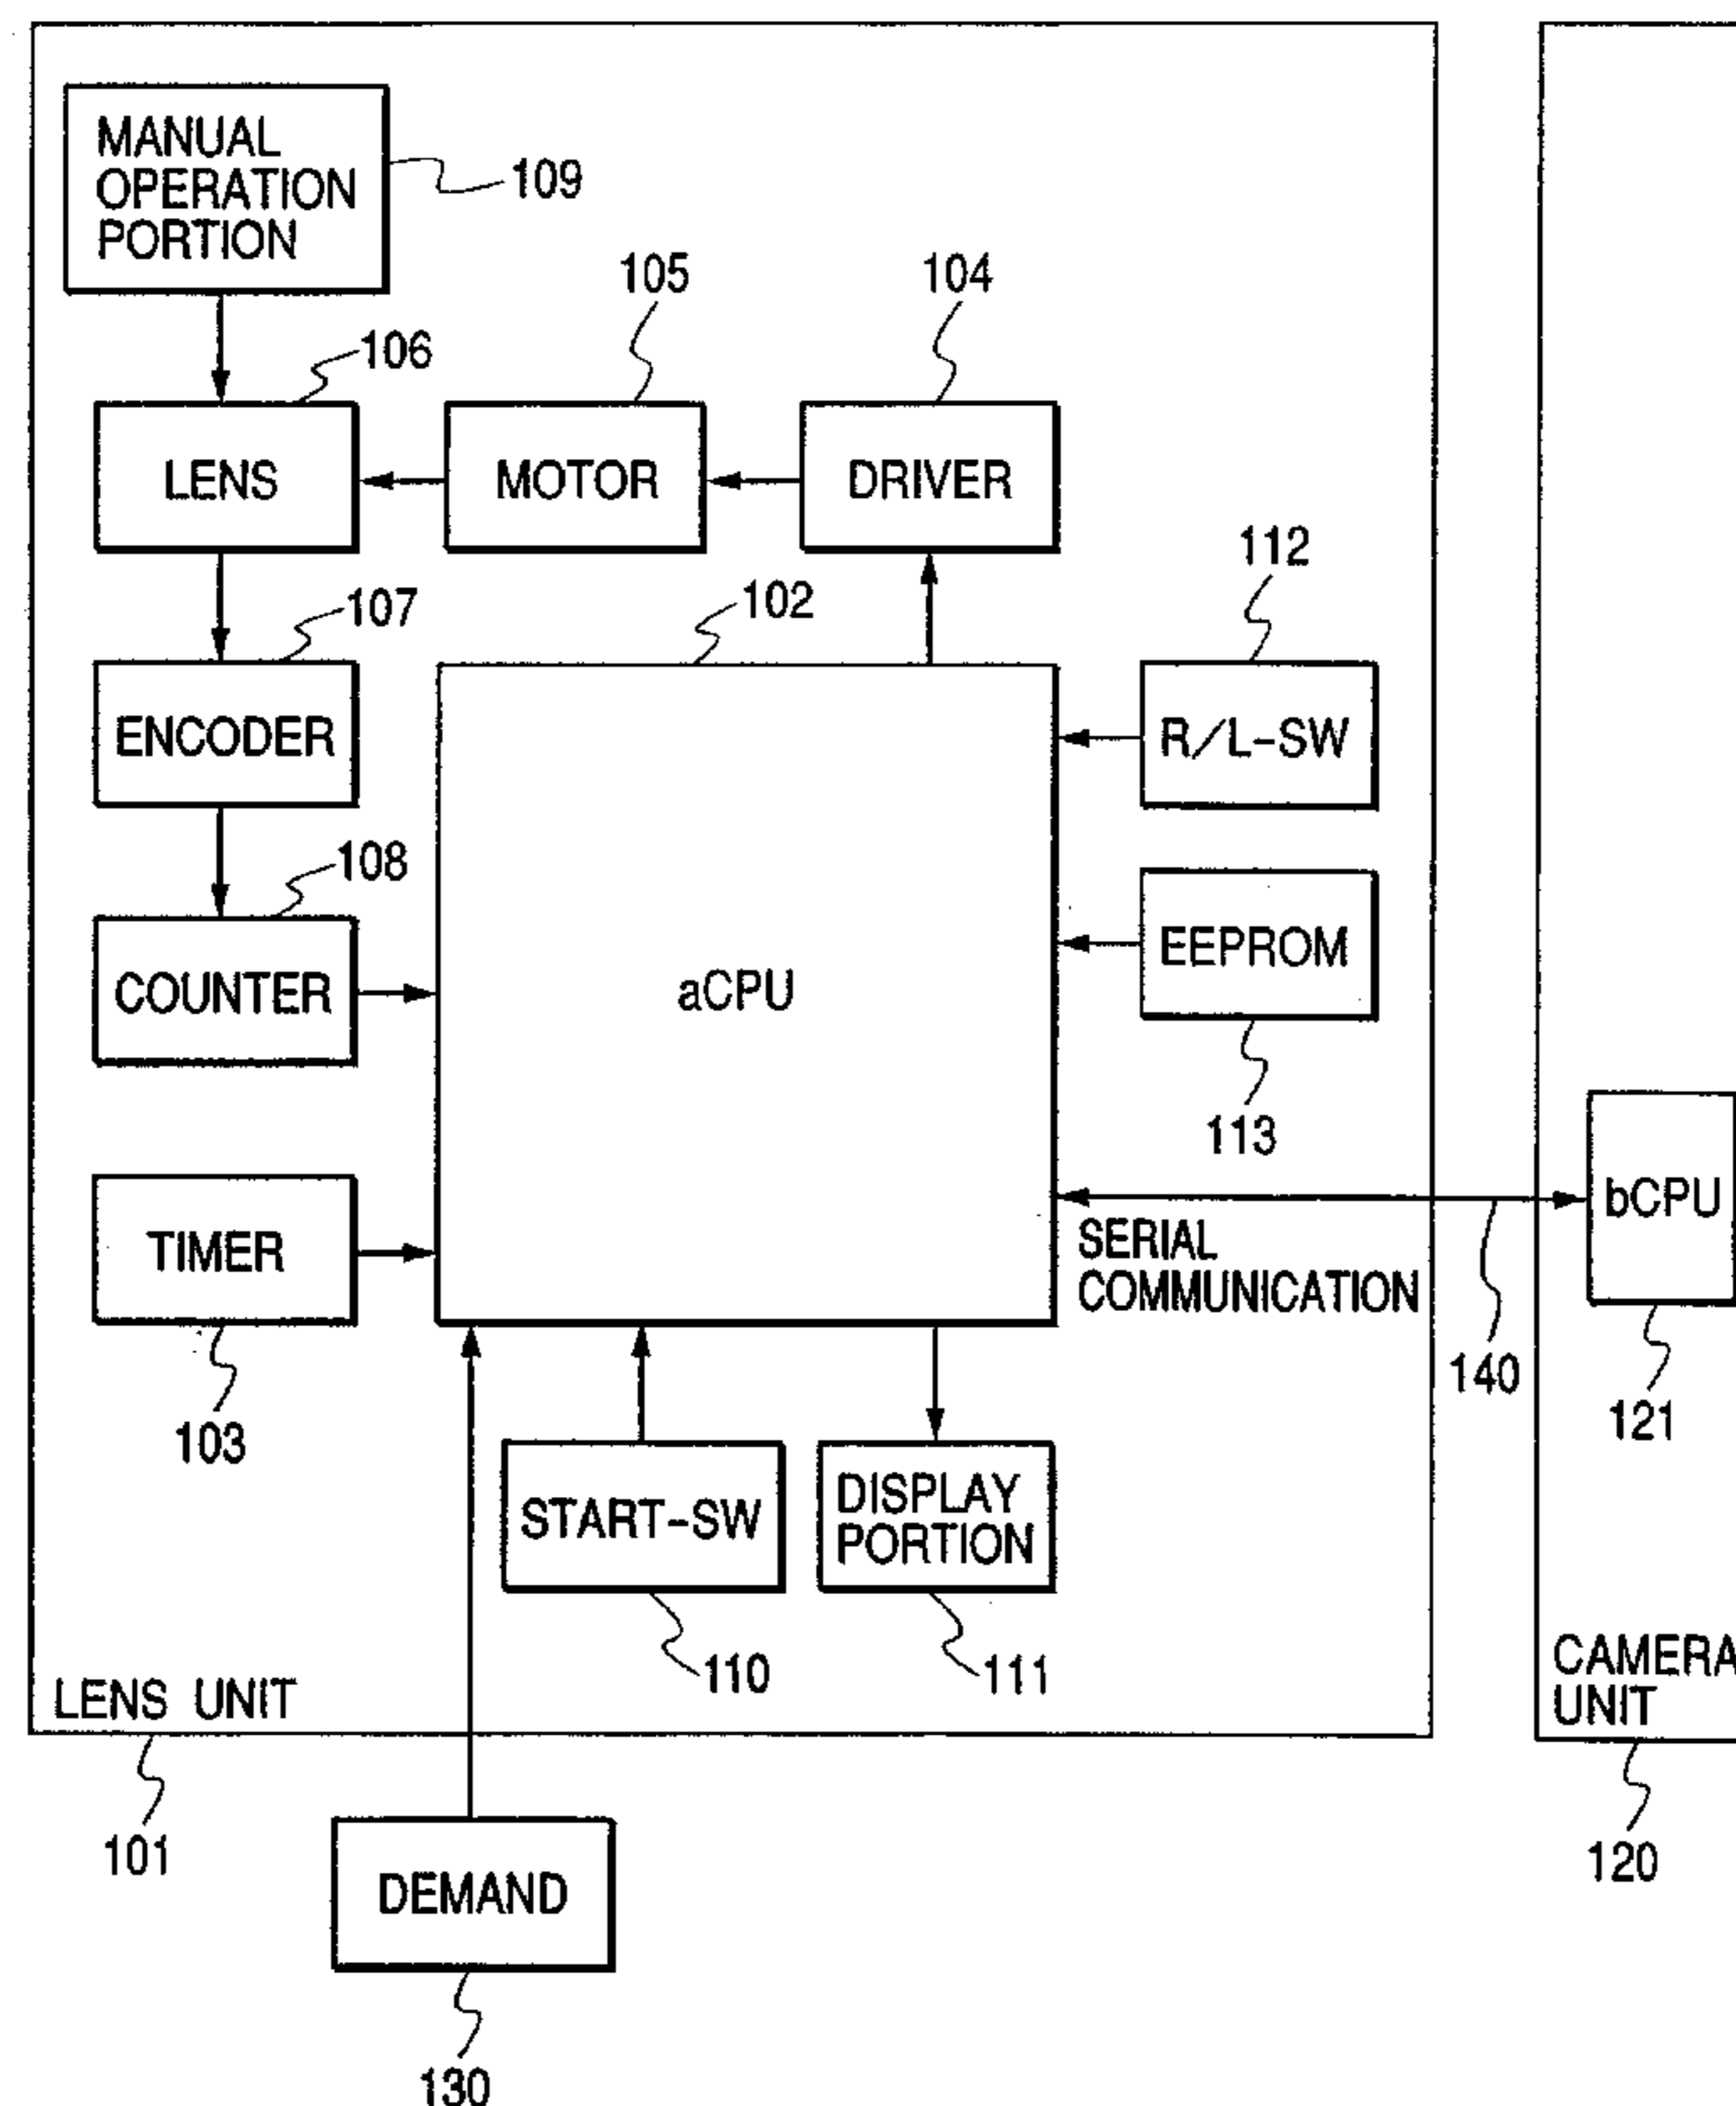 MANUAL
OPERATION
PORTION
109
105
104
106
LENS
MOTOR
DRIVER
112
107
102
ENCODER
R/L-SW
108
COUNTER
aCPU
EEPROM
113
TIMER
SERIAL
COMMUNICATION
bCPU
140
103
121
START-SW
DISPLAY
PORTION
110
111
LENS UNIT
CAMERA
UNIT
101
120
DEMAND
130